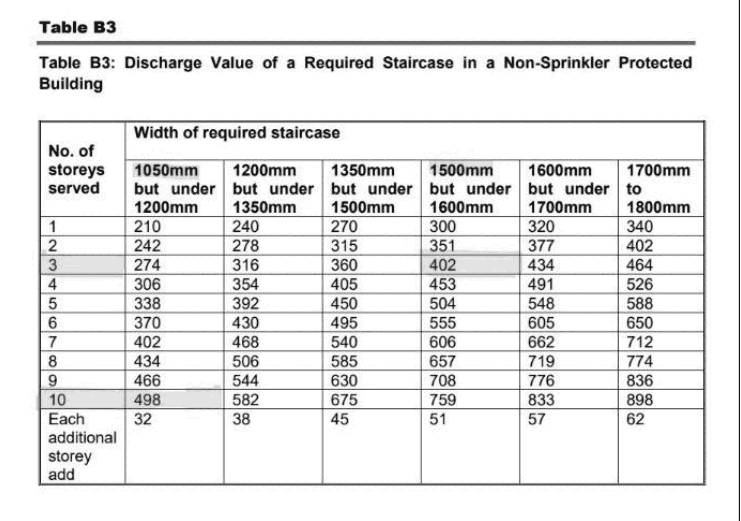 Table B3
Table B3: Discharge Value of a Required Staircase in a Non-Sprinkler Protected
Building
No. of storeys served
Width of required staircase
1050mm but under 1200mm 1200mm but under 1350mm 1350mm but under 1500mm 1500mm but under 1600mm 1600mm but under 1700mm 1700mm to 1800mm
1 210 240 270 300 320 340
2 242 278 315 351 377 402
3 274 316 360 402 434 464
4 306 354 405 453 491 526
5 338 392 450 504 548 588
6 370 430 495 555 605 650
7 402 468 540 606 662 712
8 434 506 585 657 719 774
9 466 544 630 708 776 836
10 498 582 675 759 833 898
Each additional storey add 32 38 45 51 57 62